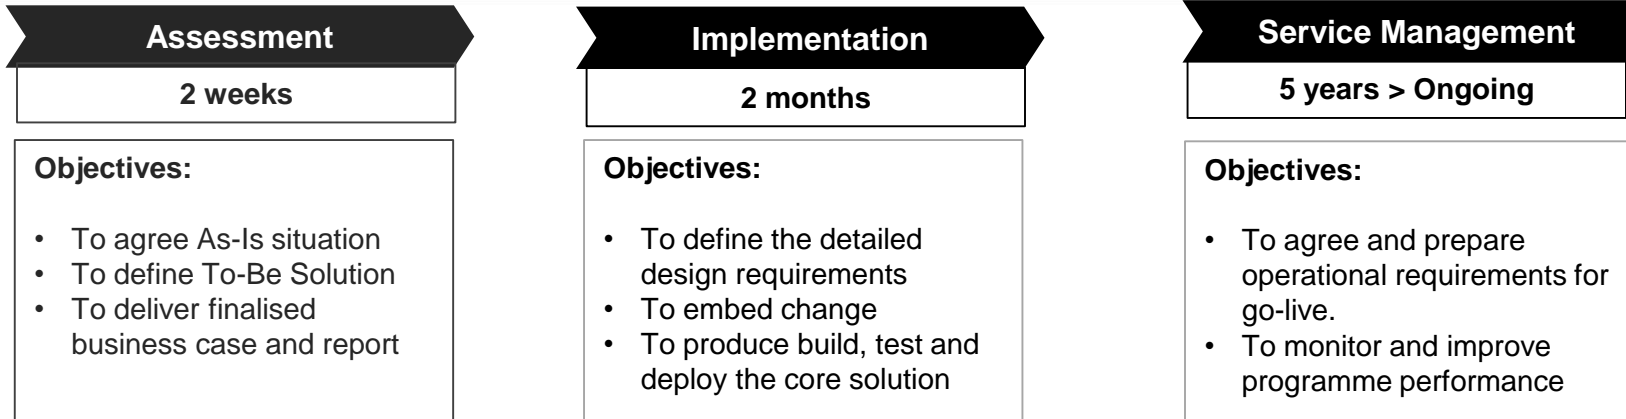 Assessment
2 weeks
Objectives:
• To agree As-Is situation
• To define To-Be Solution
• To deliver finalised
business case and report
Implementation
2 months
Objectives:
• To define the detailed
design requirements
• To embed change
• To produce build, test and
deploy the core solution
Service Management
5 years > Ongoing
Objectives:
• To agree and prepare
operational requirements for
go-live.
• To monitor and improve
programme performance